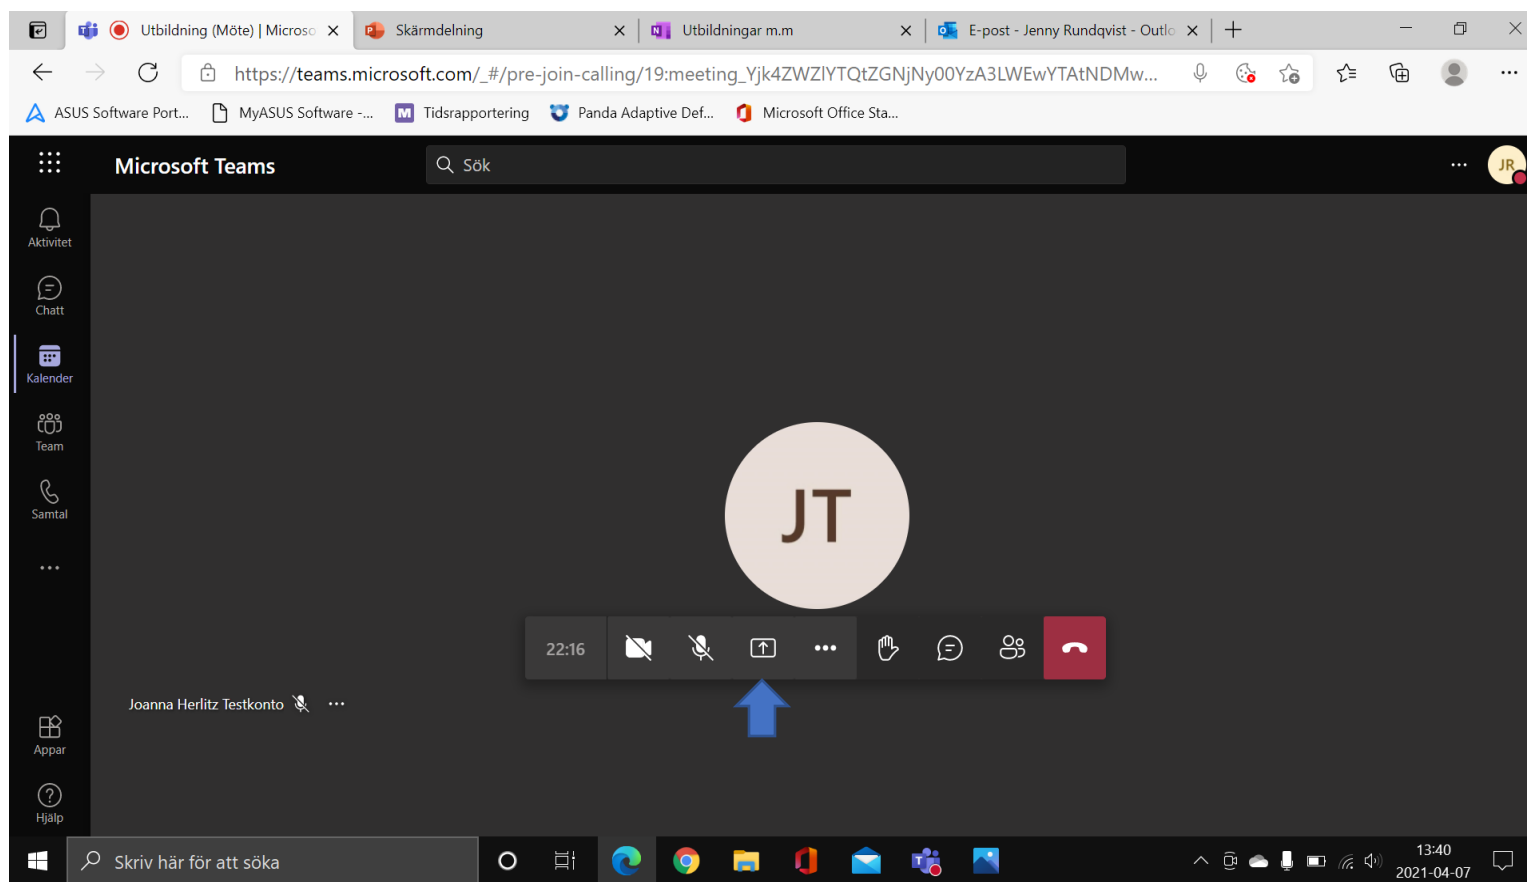 Utbildning (Möte) | Microso
Skärmdelning
Utbildningar m.m
E-post - Jenny Rundqvist - Outlo
https://teams.microsoft.com/_#/pre-join-calling/19:meeting_Yjk4ZWZlYTQtZGNjNy00YzA3LWEwYTAtNDMw...
ASUS Software Port...
MyASUS Software -...
Tidsrapportering
Panda Adaptive Def...
Microsoft Office Sta...
Microsoft Teams
Sök
JR
Aktivitet
Chatt
Kalender
Team
Samtal
JT
22:16
Joanna Herlitz Testkonto
Appar
Hjälp
Skriv här för att söka
13:40
2021-04-07